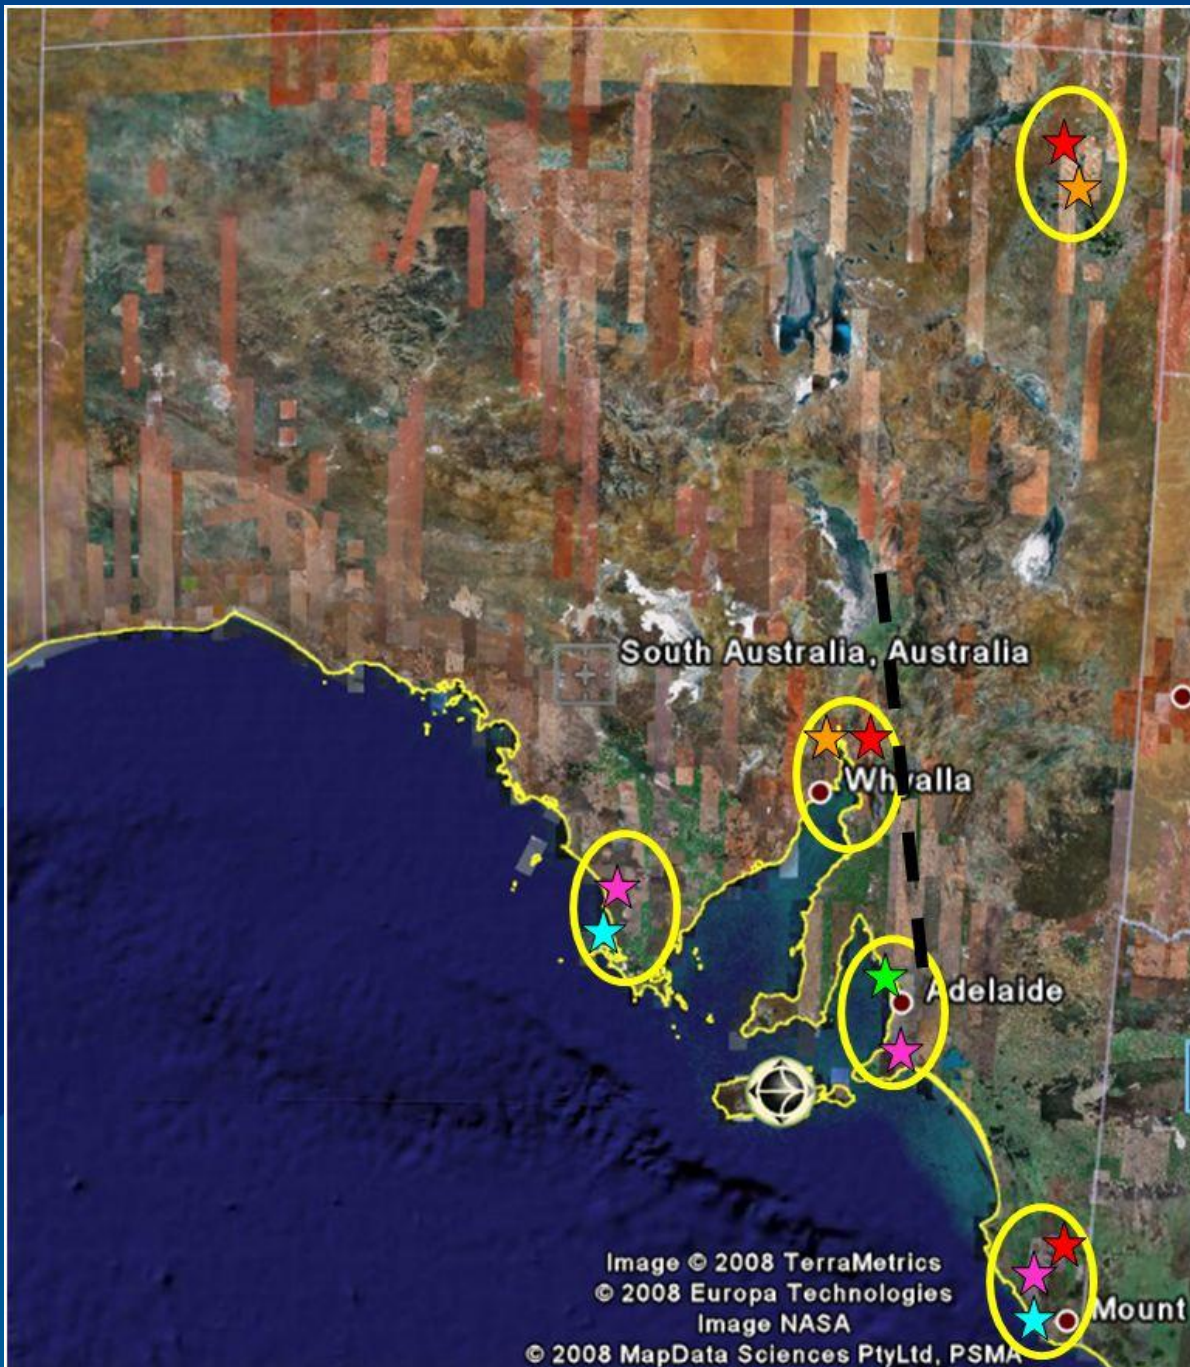 South Australia, Australia
Whyalla
Adelaide
Mount
Image © 2008 TerraMetrics
© 2008 Europa Technologies
Image NASA
© 2008 MapData Sciences PtyLtd, PSMA